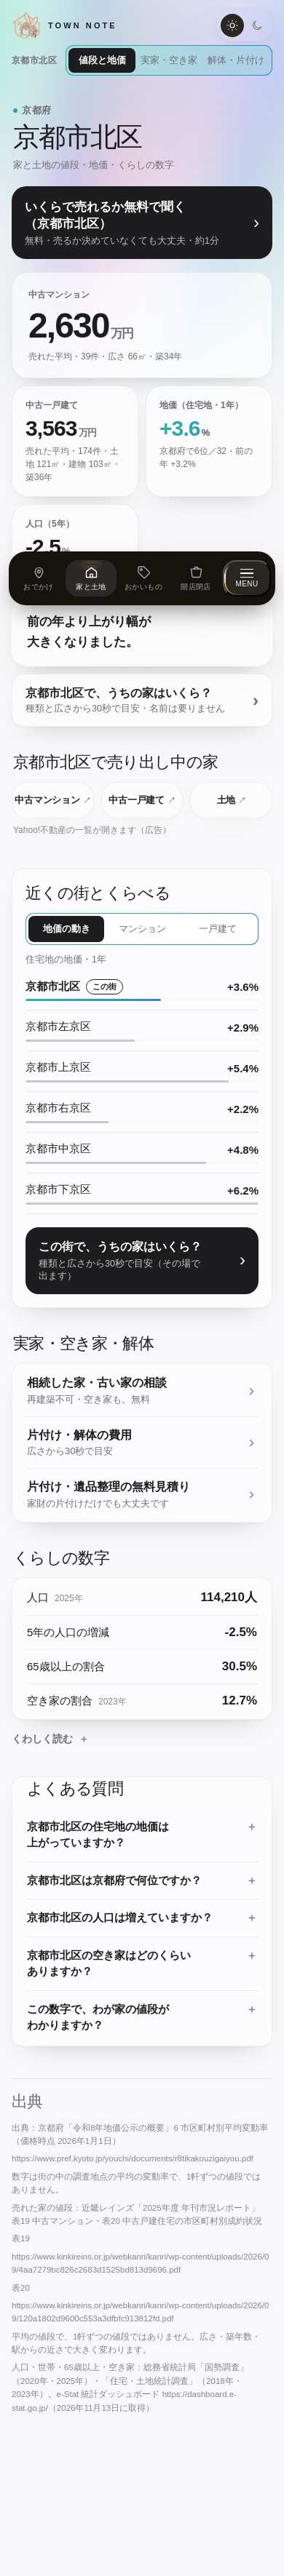 TOWN NOTE
京都市北区
値段と地価
実家・空き家
解体・片付け
京都府
京都市北区
家と土地の値段・地価・くらしの数字
いくらで売れるか無料で聞く
（京都市北区）
無料・売るか決めていなくても大丈夫・約1分
›
中古マンション
2,630万円
売れた平均・39件・広さ 66㎡・築34年
中古一戸建て
3,563万円
売れた平均・174件・土
地 121㎡・建物 103㎡・
築36年
地価（住宅地・1年）
+3.6%
京都府で6位／32・前の
年 +3.2%
人口（5年）
-2.5%
おでかけ
家と土地
おかいもの
開店閉店
MENU
前の年より上がり幅が
大きくなりました。
京都市北区で、うちの家はいくら？
種類と広さから30秒で目安・名前は要りません
›
京都市北区で売り出し中の家
中古マンション ↗
中古一戸建て ↗
土地 ↗
Yahoo!不動産の一覧が開きます（広告）
近くの街とくらべる
地価の動き
マンション
一戸建て
住宅地の地価・1年
京都市北区 この街 +3.6%
京都市左京区 +2.9%
京都市上京区 +5.4%
京都市右京区 +2.2%
京都市中京区 +4.8%
京都市下京区 +6.2%
この街で、うちの家はいくら？
種類と広さから30秒で目安（その場で
出ます）
›
実家・空き家・解体
相続した家・古い家の相談
再建築不可・空き家も。無料
›
片付け・解体の費用
広さから30秒で目安
›
片付け・遺品整理の無料見積り
家財の片付けだけでも大丈夫です
›
くらしの数字
人口 2025年 114,210人
5年の人口の増減 -2.5%
65歳以上の割合 30.5%
空き家の割合 2023年 12.7%
くわしく読む +
よくある質問
京都市北区の住宅地の地価は
上がっていますか？
+
京都市北区は京都府で何位ですか？ +
京都市北区の人口は増えていますか？ +
京都市北区の空き家はどのくらい
ありますか？
+
この数字で、わが家の値段が
わかりますか？
+
出典
出典：京都府「令和8年地価公示の概要」6 市区町村別平均変動率
（価格時点 2026年1月1日）
https://www.pref.kyoto.jp/youchi/documents/r8tikakouzigaiyou.pdf
数字は街の中の調査地点の平均の変動率で、1軒ずつの値段では
ありません。
売れた家の値段：近畿レインズ「2025年度 年刊市況レポート」
表19 中古マンション・表20 中古戸建住宅の市区町村別成約状況
表19
https://www.kinkireins.or.jp/webkanri/kanri/wp-content/uploads/2026/0
9/4aa7279bc826c2683d1525bd813d9696.pdf
表20
https://www.kinkireins.or.jp/webkanri/kanri/wp-content/uploads/2026/0
9/120a1802d9600c553a3dfbfc913812fd.pdf
平均の値段で、1軒ずつの値段ではありません。広さ・築年数・
駅からの近さで大きく変わります。
人口・世帯・65歳以上・空き家：総務省統計局「国勢調査」
（2020年・2025年）・「住宅・土地統計調査」（2018年・
2023年）。e-Stat 統計ダッシュボード https://dashboard.e-
stat.go.jp/（2026年11月13日に取得）